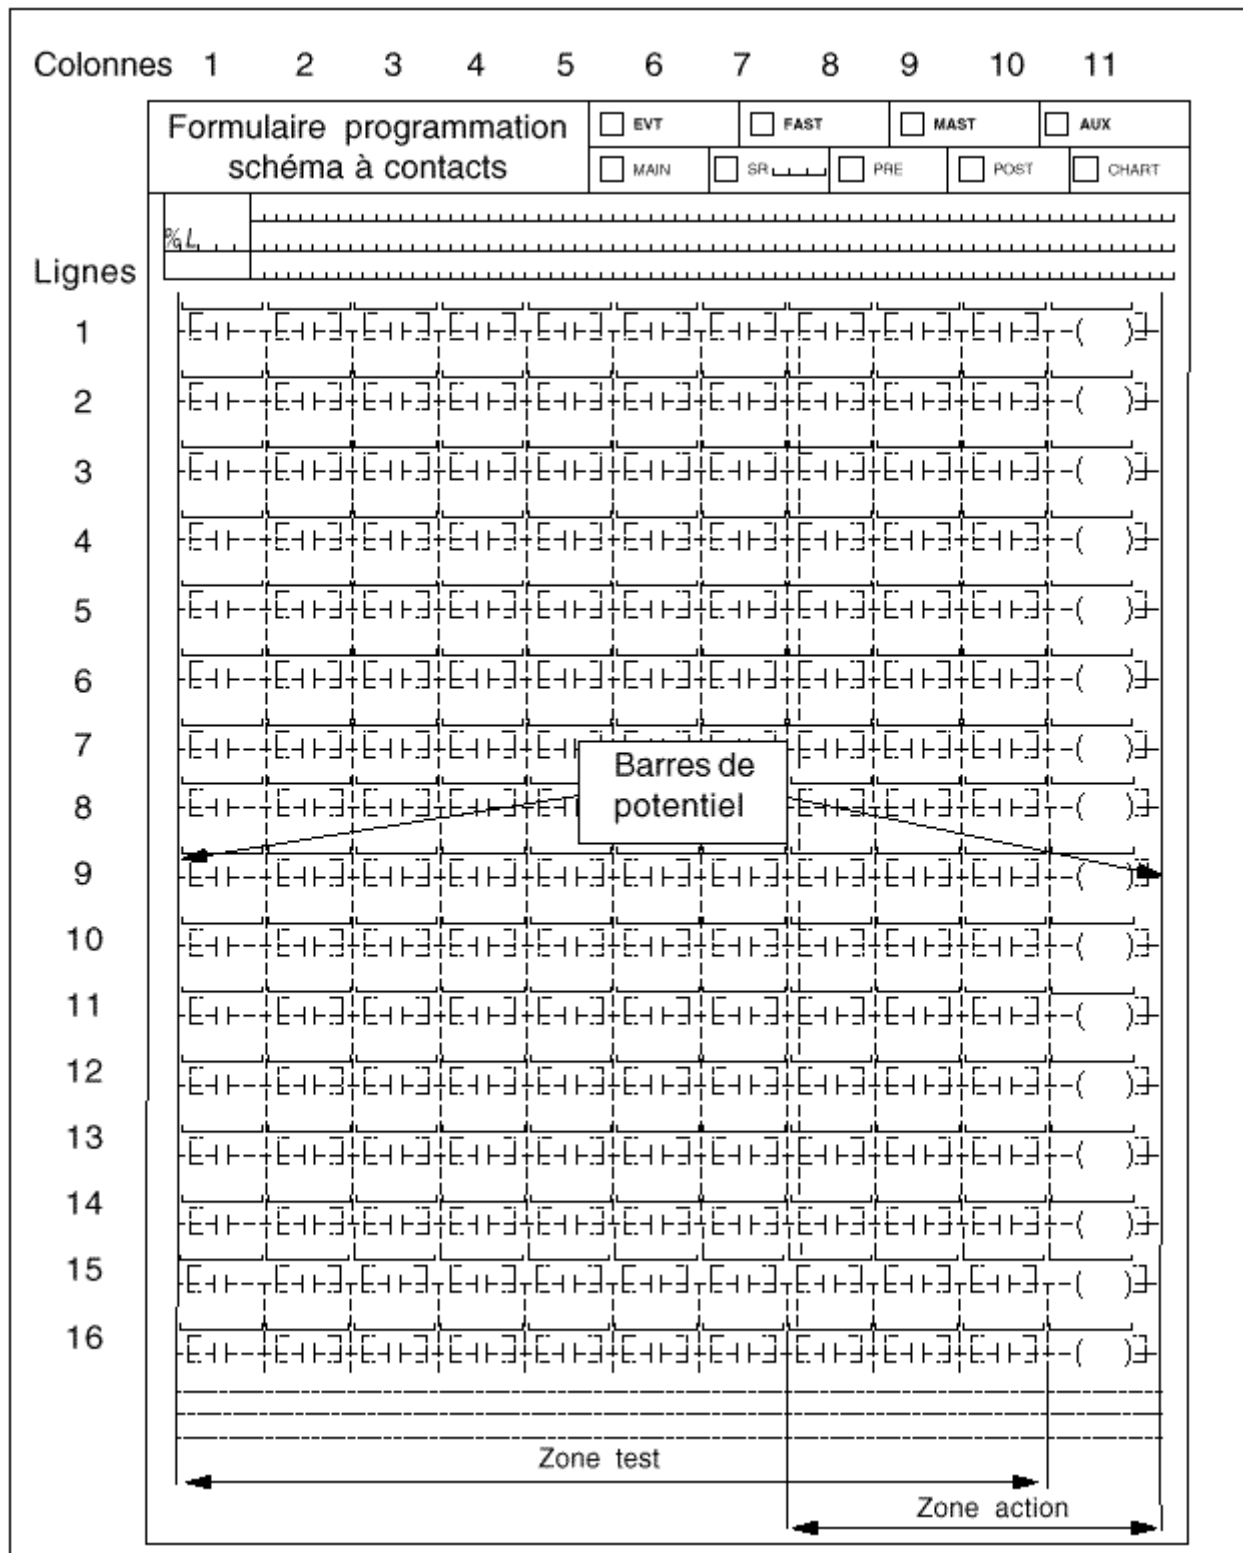 Colonnes 1 2 3 4 5 6 7 8 9 10 11
Formulaire programmation
schéma à contacts
EVT FAST MAST AUX
MAIN SR PRE POST CHART
%L
Lignes
1
2
3
4
5
6
7
Barres de
potentiel
8
9
10
11
12
13
14
15
16
Zone test
Zone action